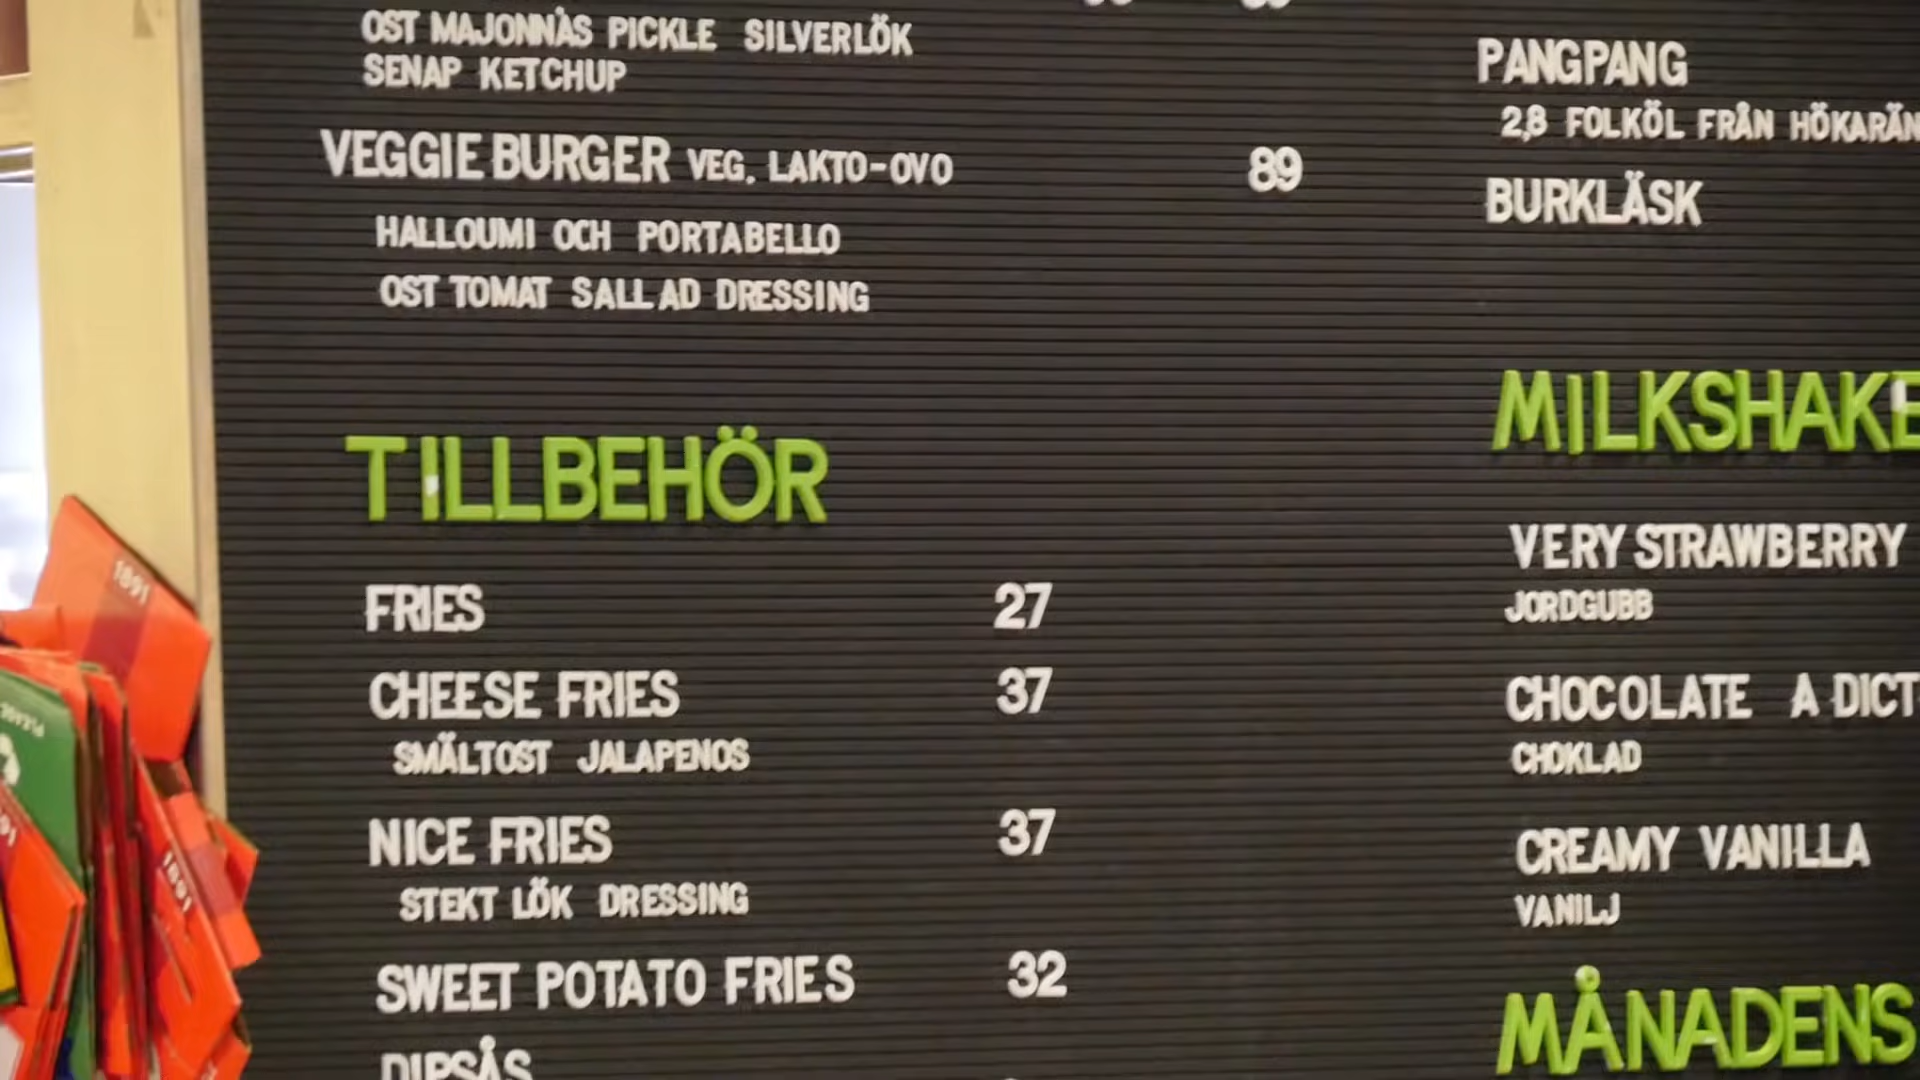 OST MAJONNÄS PICKLE SILVERLÖK
SENAP KETCHUP
VEGGIE BURGER VEG. LAKTO-OVO 89
HALLOUMI OCH PORTABELLO
OST TOMAT SALLAD DRESSING
TILLBEHÖR
FRIES 27
CHEESE FRIES 37
SMÄLTOST JALAPENOS
NICE FRIES 37
STEKT LÖK DRESSING
SWEET POTATO FRIES 32
DIPSÅS
PANGPANG
2,8 FOLKÖL FRÅN HÖKARÄN
BURKLÄSK
MILKSHAKE
VERY STRAWBERRY
JORDGUBB
CHOCOLATE A DICT
CHOKLAD
CREAMY VANILLA
VANILJ
MÅNADENS
1891
1891